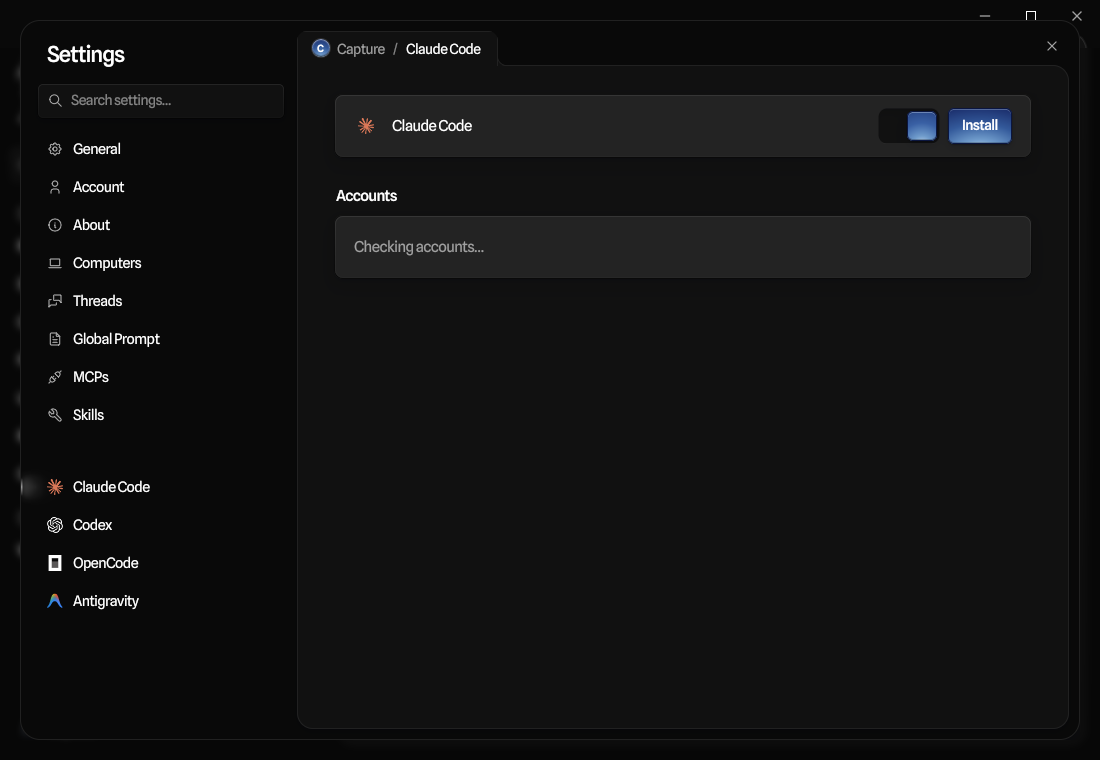 Settings
Search settings...
General
Account
About
Computers
Threads
Global Prompt
MCPs
Skills
Claude Code
Codex
OpenCode
Antigravity
C Capture / Claude Code
Claude Code
Install
Accounts
Checking accounts...